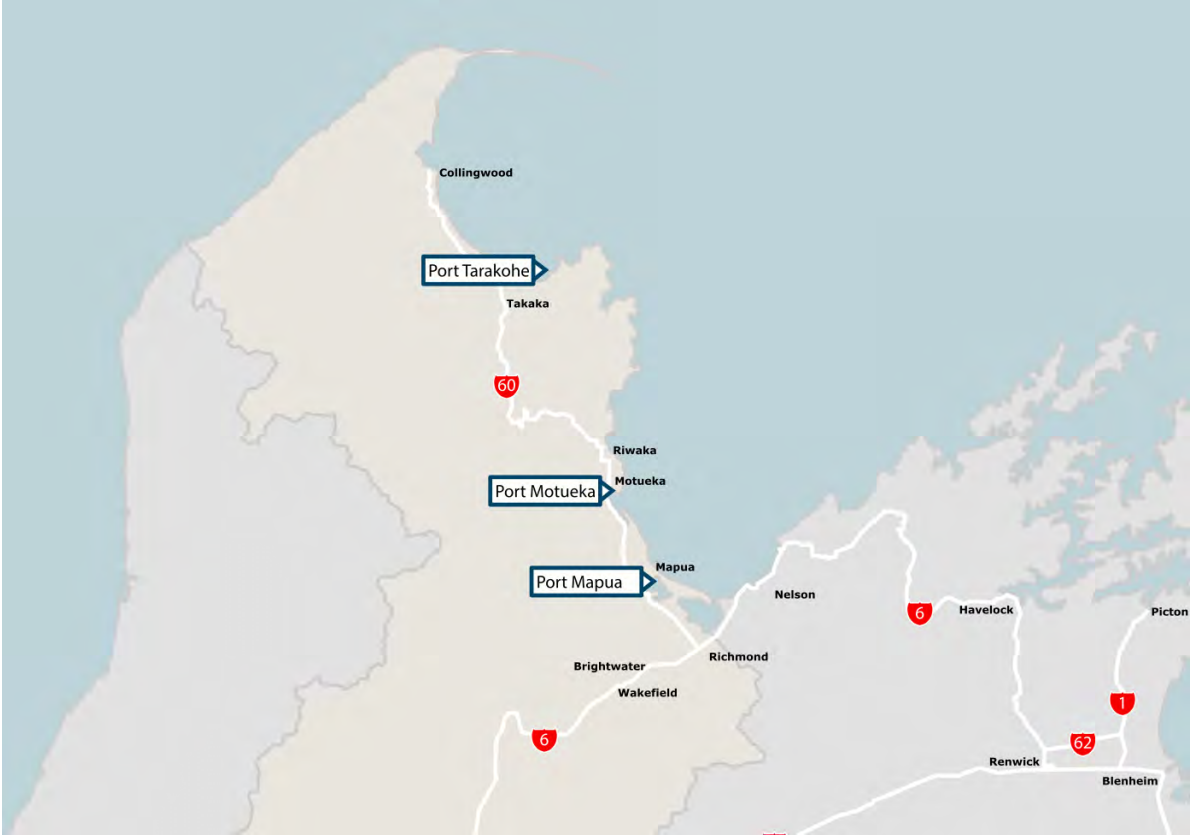 Collingwood
Port Tarakohe
Takaka
60
Riwaka
Motueka
Port Motueka
Mapua
Port Mapua
Nelson
6
Havelock
Picton
Richmond
Brightwater
Wakefield
1
6
62
Renwick
Blenheim